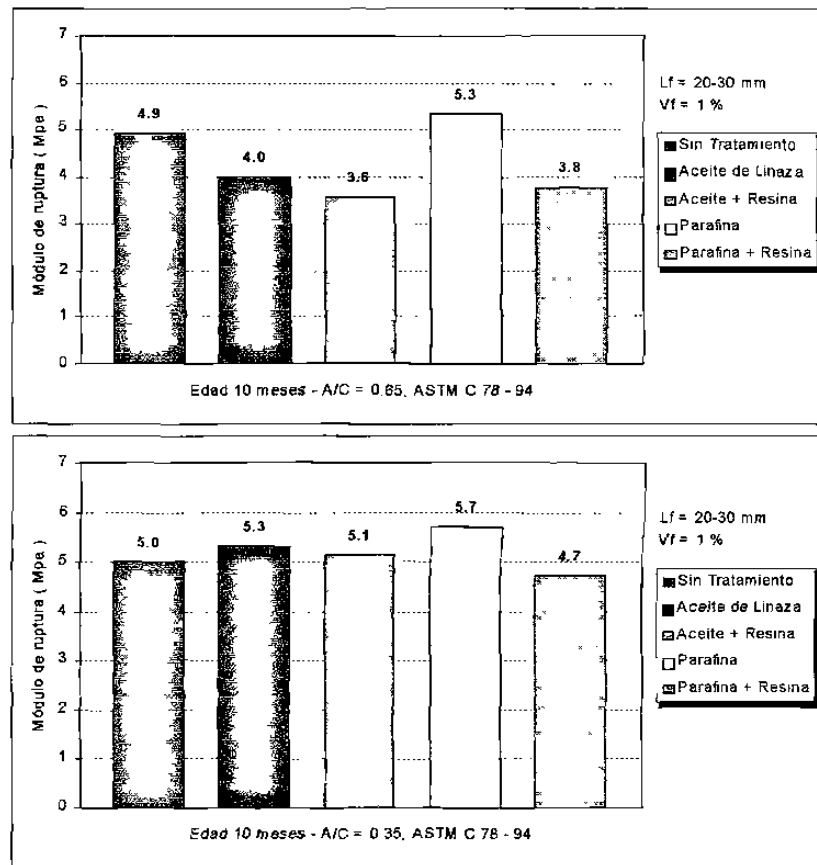 7
6
5
4
3
2
1
0
Módulo de ruptura ( Mpa )
4.9
4.0
3.6
5.3
3.8
Edad 10 meses - A/C = 0.65, ASTM C 78 - 94
Lf = 20-30 mm
Vf = 1 %
Sin Tratamiento
Aceite de Linaza
Aceite + Resina
Parafina
Parafina + Resina
7
6
5
4
3
2
1
0
Módulo de ruptura ( Mpa )
5.0
5.3
5.1
5.7
4.7
Edad 10 meses - A/C = 0.35, ASTM C 78 - 94
Lf = 20-30 mm
Vf = 1 %
Sin Tratamiento
Aceite de Linaza
Aceite + Resina
Parafina
Parafina + Resina